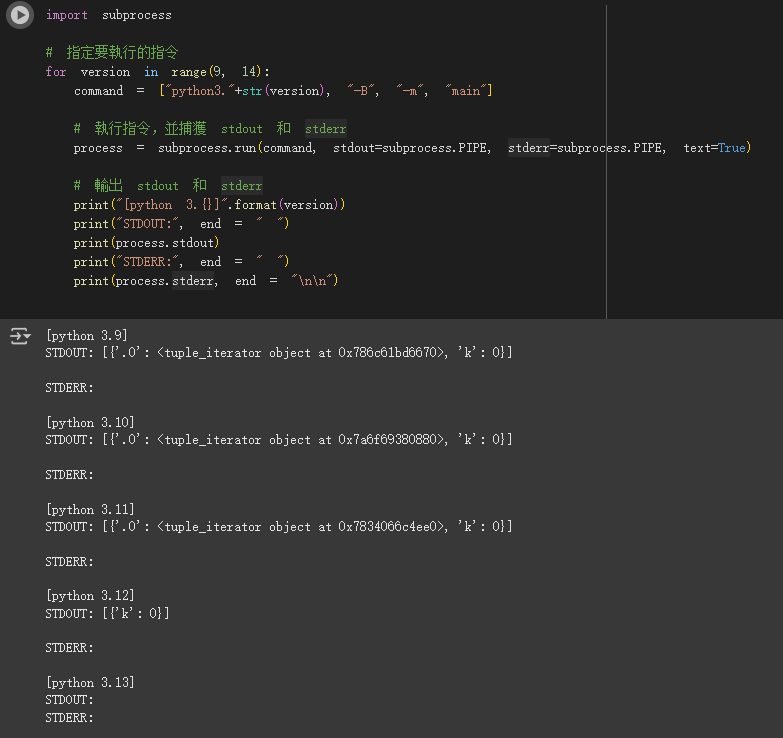 import subprocess
# 指定要執行的指令
for version in range(9, 14):
command = ["python3."+str(version), "-B", "-m", "main"]
# 執行指令，並捕獲 stdout 和 stderr
process = subprocess.run(command, stdout=subprocess.PIPE, stderr=subprocess.PIPE, text=True)
# 輸出 stdout 和 stderr
print("[python 3.{}]".format(version))
print("STDOUT:", end = " ")
print(process.stdout)
print("STDERR:", end = " ")
print(process.stderr, end = "\n\n")
[python 3.9]
STDOUT: [{'.0': <tuple_iterator object at 0x786c61bd6670>, 'k': 0}]
STDERR:
[python 3.10]
STDOUT: [{'.0': <tuple_iterator object at 0x7a6f69380880>, 'k': 0}]
STDERR:
[python 3.11]
STDOUT: [{'.0': <tuple_iterator object at 0x7834066c4ee0>, 'k': 0}]
STDERR:
[python 3.12]
STDOUT: [{'k': 0}]
STDERR:
[python 3.13]
STDOUT:
STDERR: